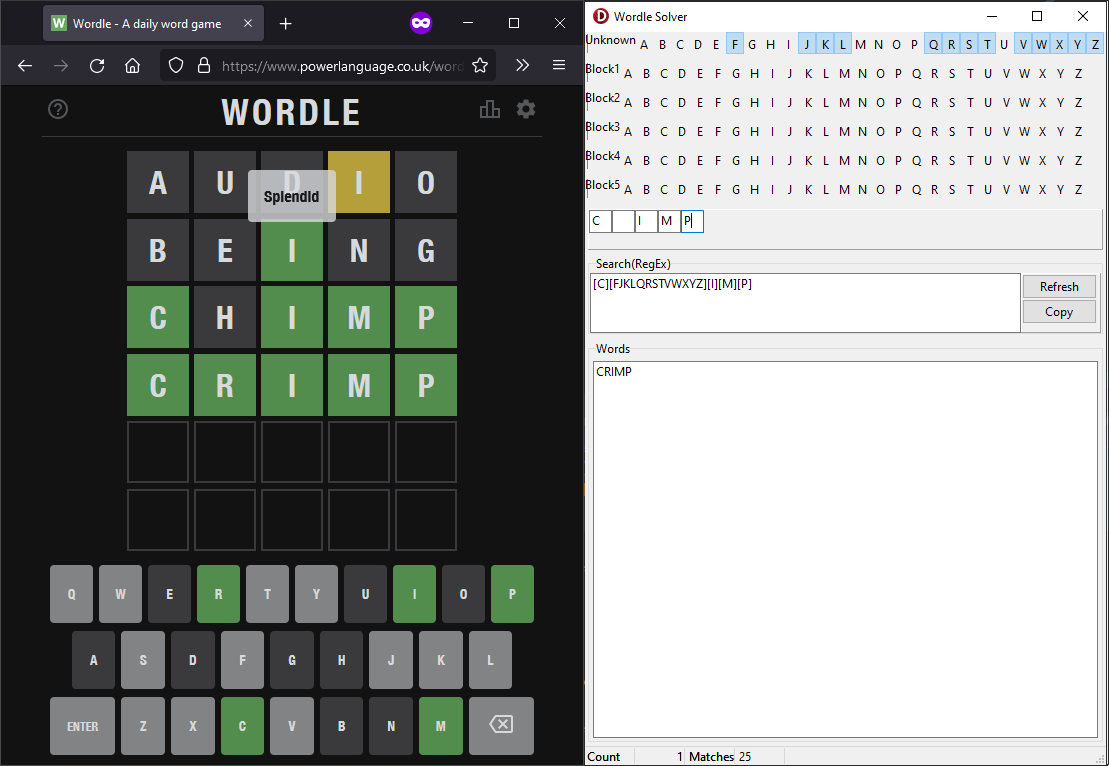 Wordle - A daily word game
https://www.powerlanguage.co.uk/word
WORDLE
A U D I O
Splendid
B E I N G
C H I M P
C R I M P
Q W E R T Y U I O P
A S D F G H J K L
ENTER Z X C V B N M
Wordle Solver
Unknown A B C D E F G H I J K L M N O P Q R S T U V W X Y Z
Block1 A B C D E F G H I J K L M N O P Q R S T U V W X Y Z
Block2 A B C D E F G H I J K L M N O P Q R S T U V W X Y Z
Block3 A B C D E F G H I J K L M N O P Q R S T U V W X Y Z
Block4 A B C D E F G H I J K L M N O P Q R S T U V W X Y Z
Block5 A B C D E F G H I J K L M N O P Q R S T U V W X Y Z
C I M P
Search(RegEx)
[C][FJKLQRSTVWXYZ][I][M][P]
Refresh
Copy
Words
CRIMP
Count 1 Matches 25